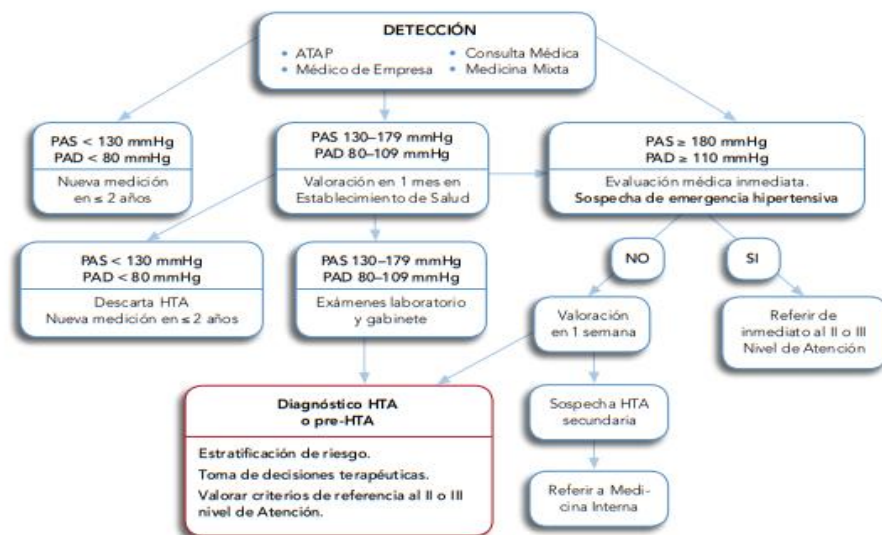 DETECCIÓN
• ATAP
• Médico de Empresa
• Consulta Médica
• Medicina Mixta
PAS < 130 mmHg
PAD < 80 mmHg
Nueva medición
en ≤ 2 años
PAS 130–179 mmHg
PAD 80–109 mmHg
Valoración en 1 mes en
Establecimiento de Salud
PAS ≥ 180 mmHg
PAD ≥ 110 mmHg
Evaluación médica inmediata.
Sospecha de emergencia hipertensiva
PAS < 130 mmHg
PAD < 80 mmHg
Descarta HTA
Nueva medición en ≤ 2 años
PAS 130–179 mmHg
PAD 80–109 mmHg
Exámenes laboratorio
y gabinete
NO
SI
Valoración
en 1 semana
Referir de
inmediato al II o III
Nivel de Atención
Diagnóstico HTA
o pre-HTA
Estratificación de riesgo.
Toma de decisiones terapéuticas.
Valorar criterios de referencia al II o III
nivel de Atención.
Sospecha HTA
secundaria
Referir a Medi-
cina Interna